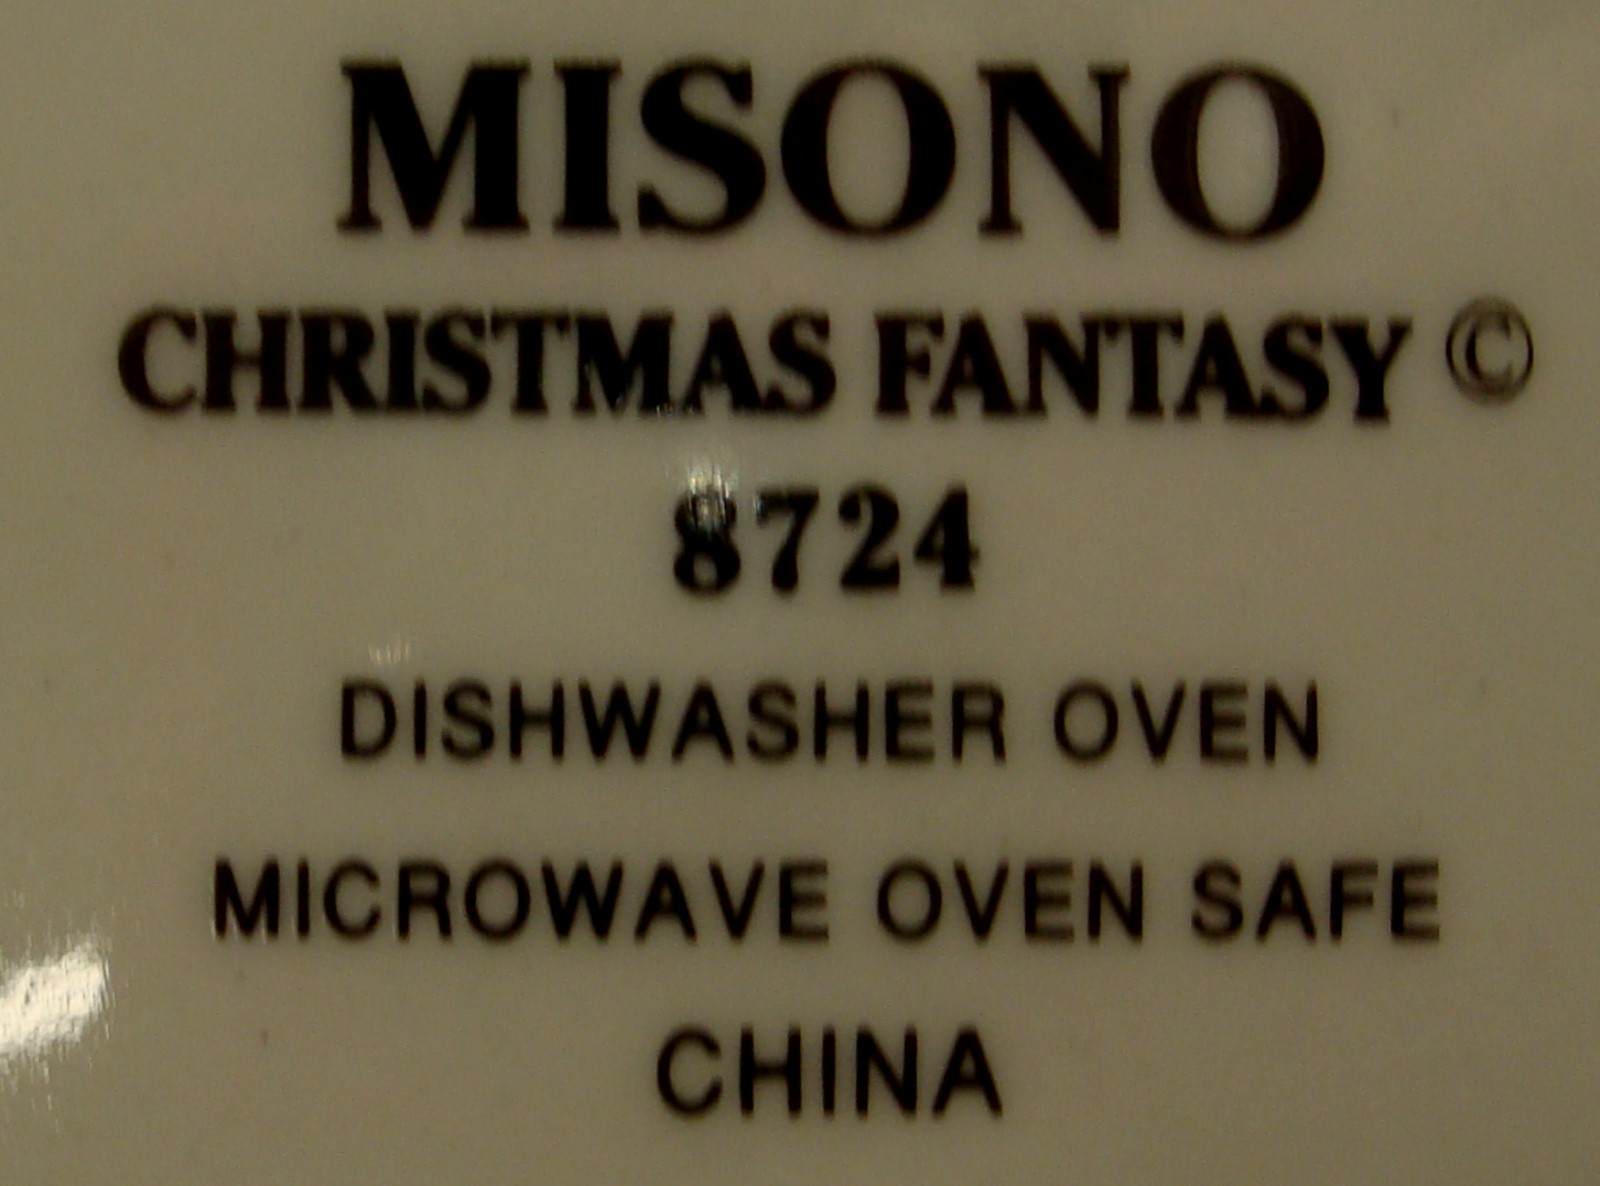 MISONO
CHRISTMAS FANTASY ©
8724
DISHWASHER OVEN
MICROWAVE OVEN SAFE
CHINA